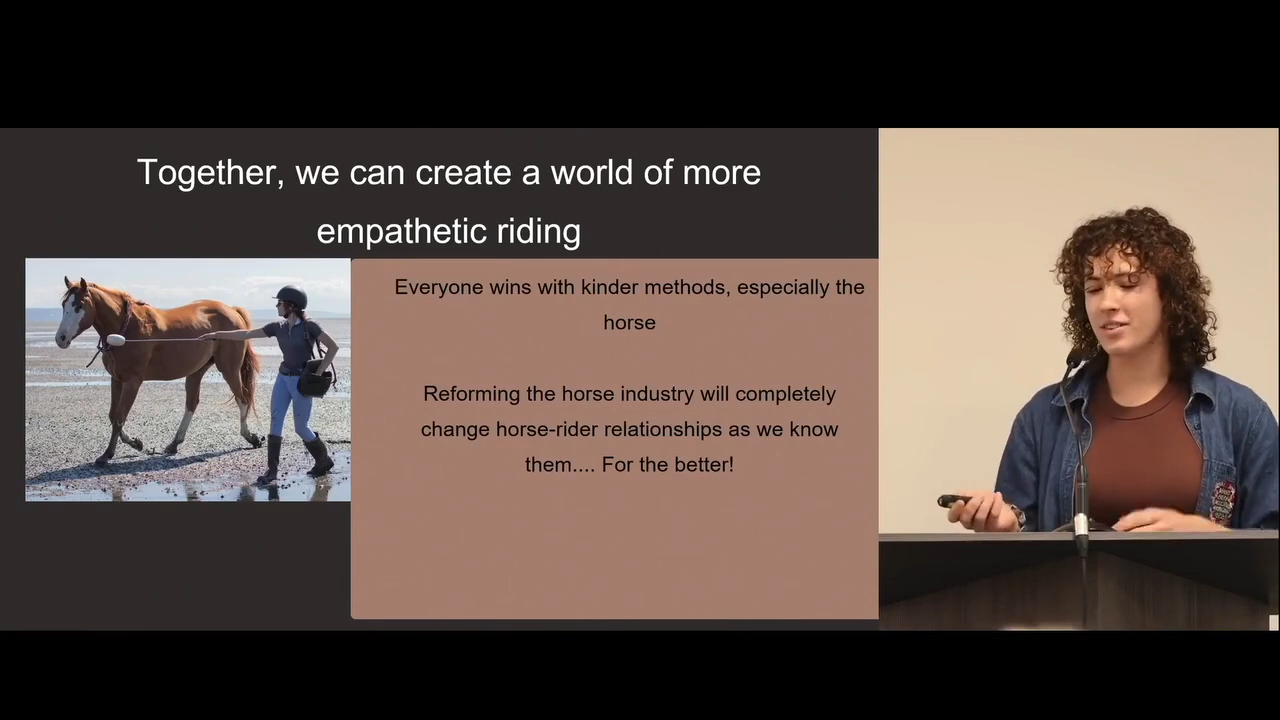 Together, we can create a world of more
empathetic riding
Everyone wins with kinder methods, especially the
horse
Reforming the horse industry will completely
change horse-rider relationships as we know
them.... For the better!